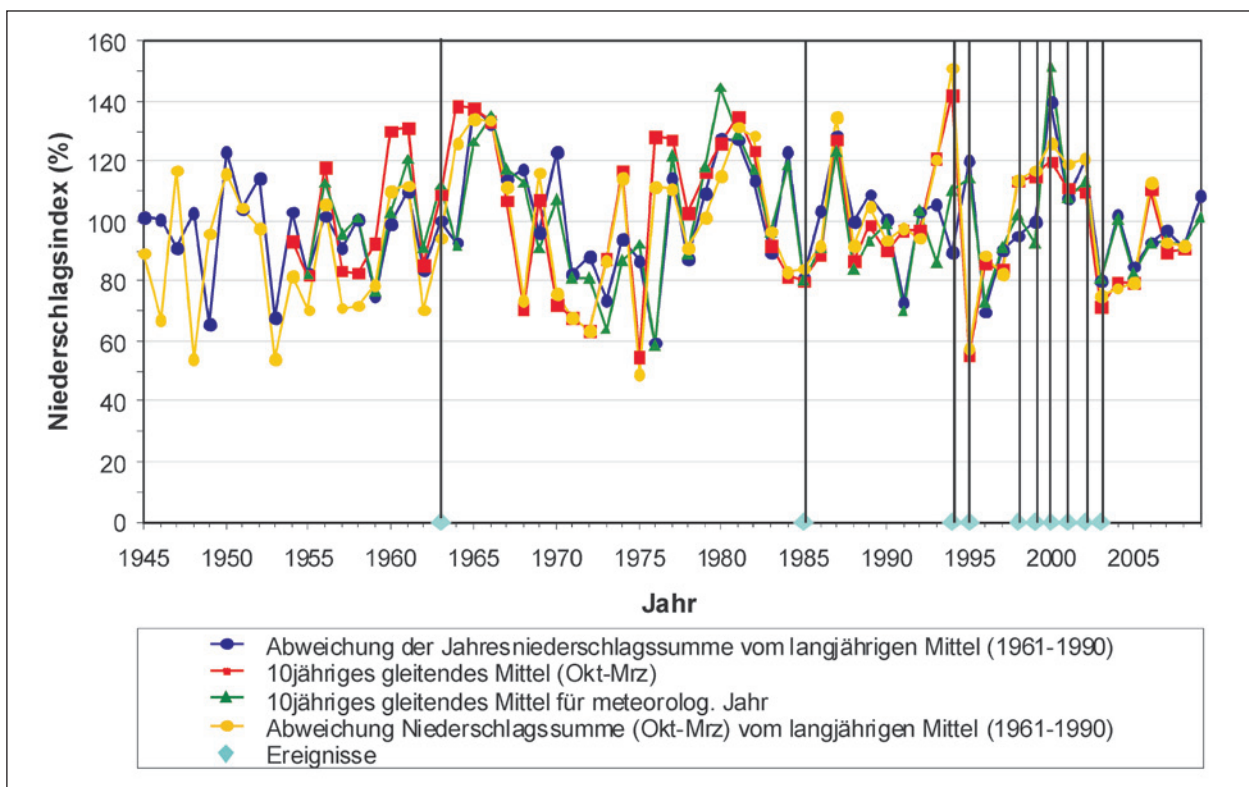 160
140
120
100
80
60
40
20
0
Niederschlagsindex (%)
1945 1950 1955 1960 1965 1970 1975 1980 1985 1990 1995 2000 2005
Jahr
Abweichung der Jahresniederschlagssumme vom langjährigen Mittel (1961-1990)
10jähriges gleitendes Mittel (Okt-Mrz)
10jähriges gleitendes Mittel für meteorolog. Jahr
Abweichung Niederschlagssumme (Okt-Mrz) vom langjährigen Mittel (1961-1990)
Ereignisse